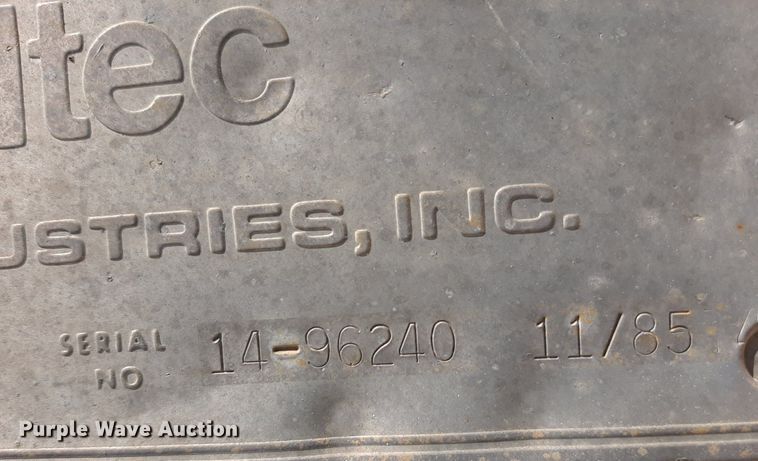 ltec
USTRIES, INC.
SERIAL NO 14-96240 11/85
Purple Wave Auction